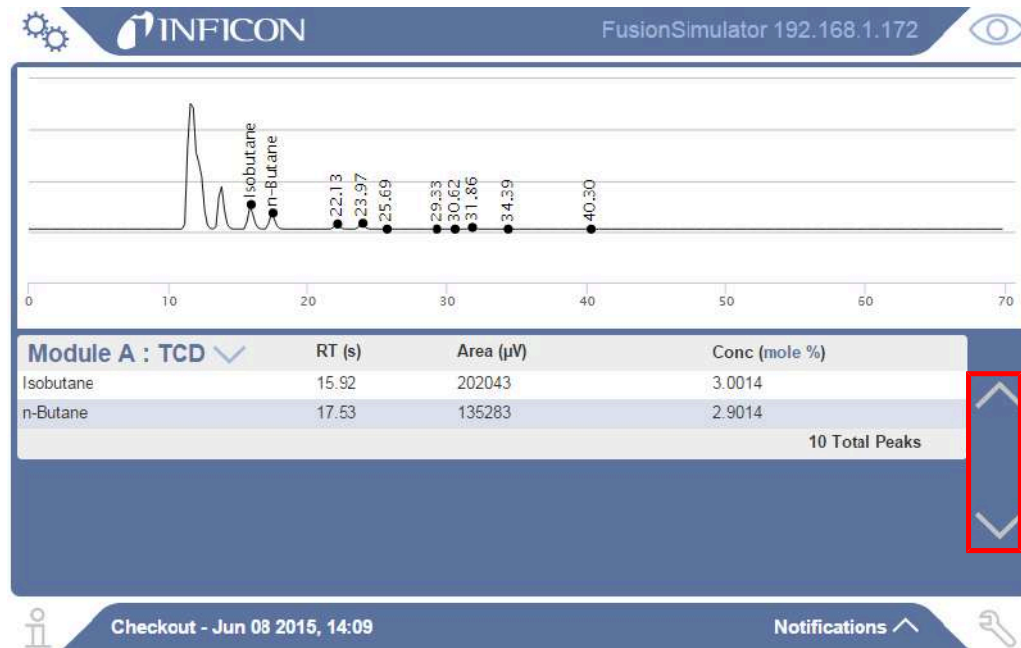 INFICON
FusionSimulator 192.168.1.172
Isobutane
n-Butane
22.13
23.97
25.69
29.33
30.62
31.86
34.39
40.30
0 10 20 30 40 50 60 70
Module A : TCD RT (s) Area (µV) Conc (mole %)
Isobutane 15.92 202043 3.0014
n-Butane 17.53 135283 2.9014
10 Total Peaks
Checkout - Jun 08 2015, 14:09
Notifications